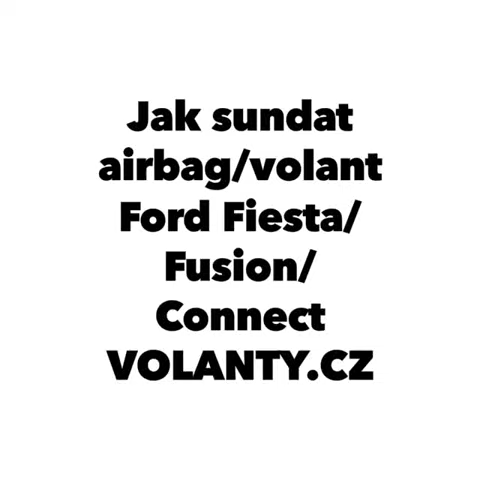 Jak sundat
airbag/volant
Ford Fiesta/
Fusion/
Connect
VOLANTY.CZ